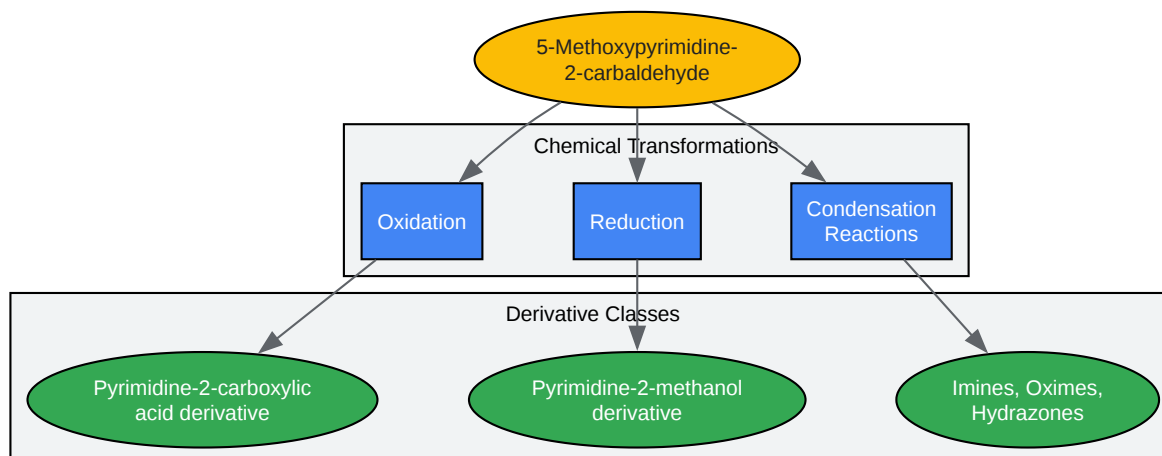 5-Methoxypyrimidine-
2-carbaldehyde
Chemical Transformations
Oxidation
Reduction
Condensation
Reactions
Derivative Classes
Pyrimidine-2-carboxylic
acid derivative
Pyrimidine-2-methanol
derivative
Imines, Oximes,
Hydrazones